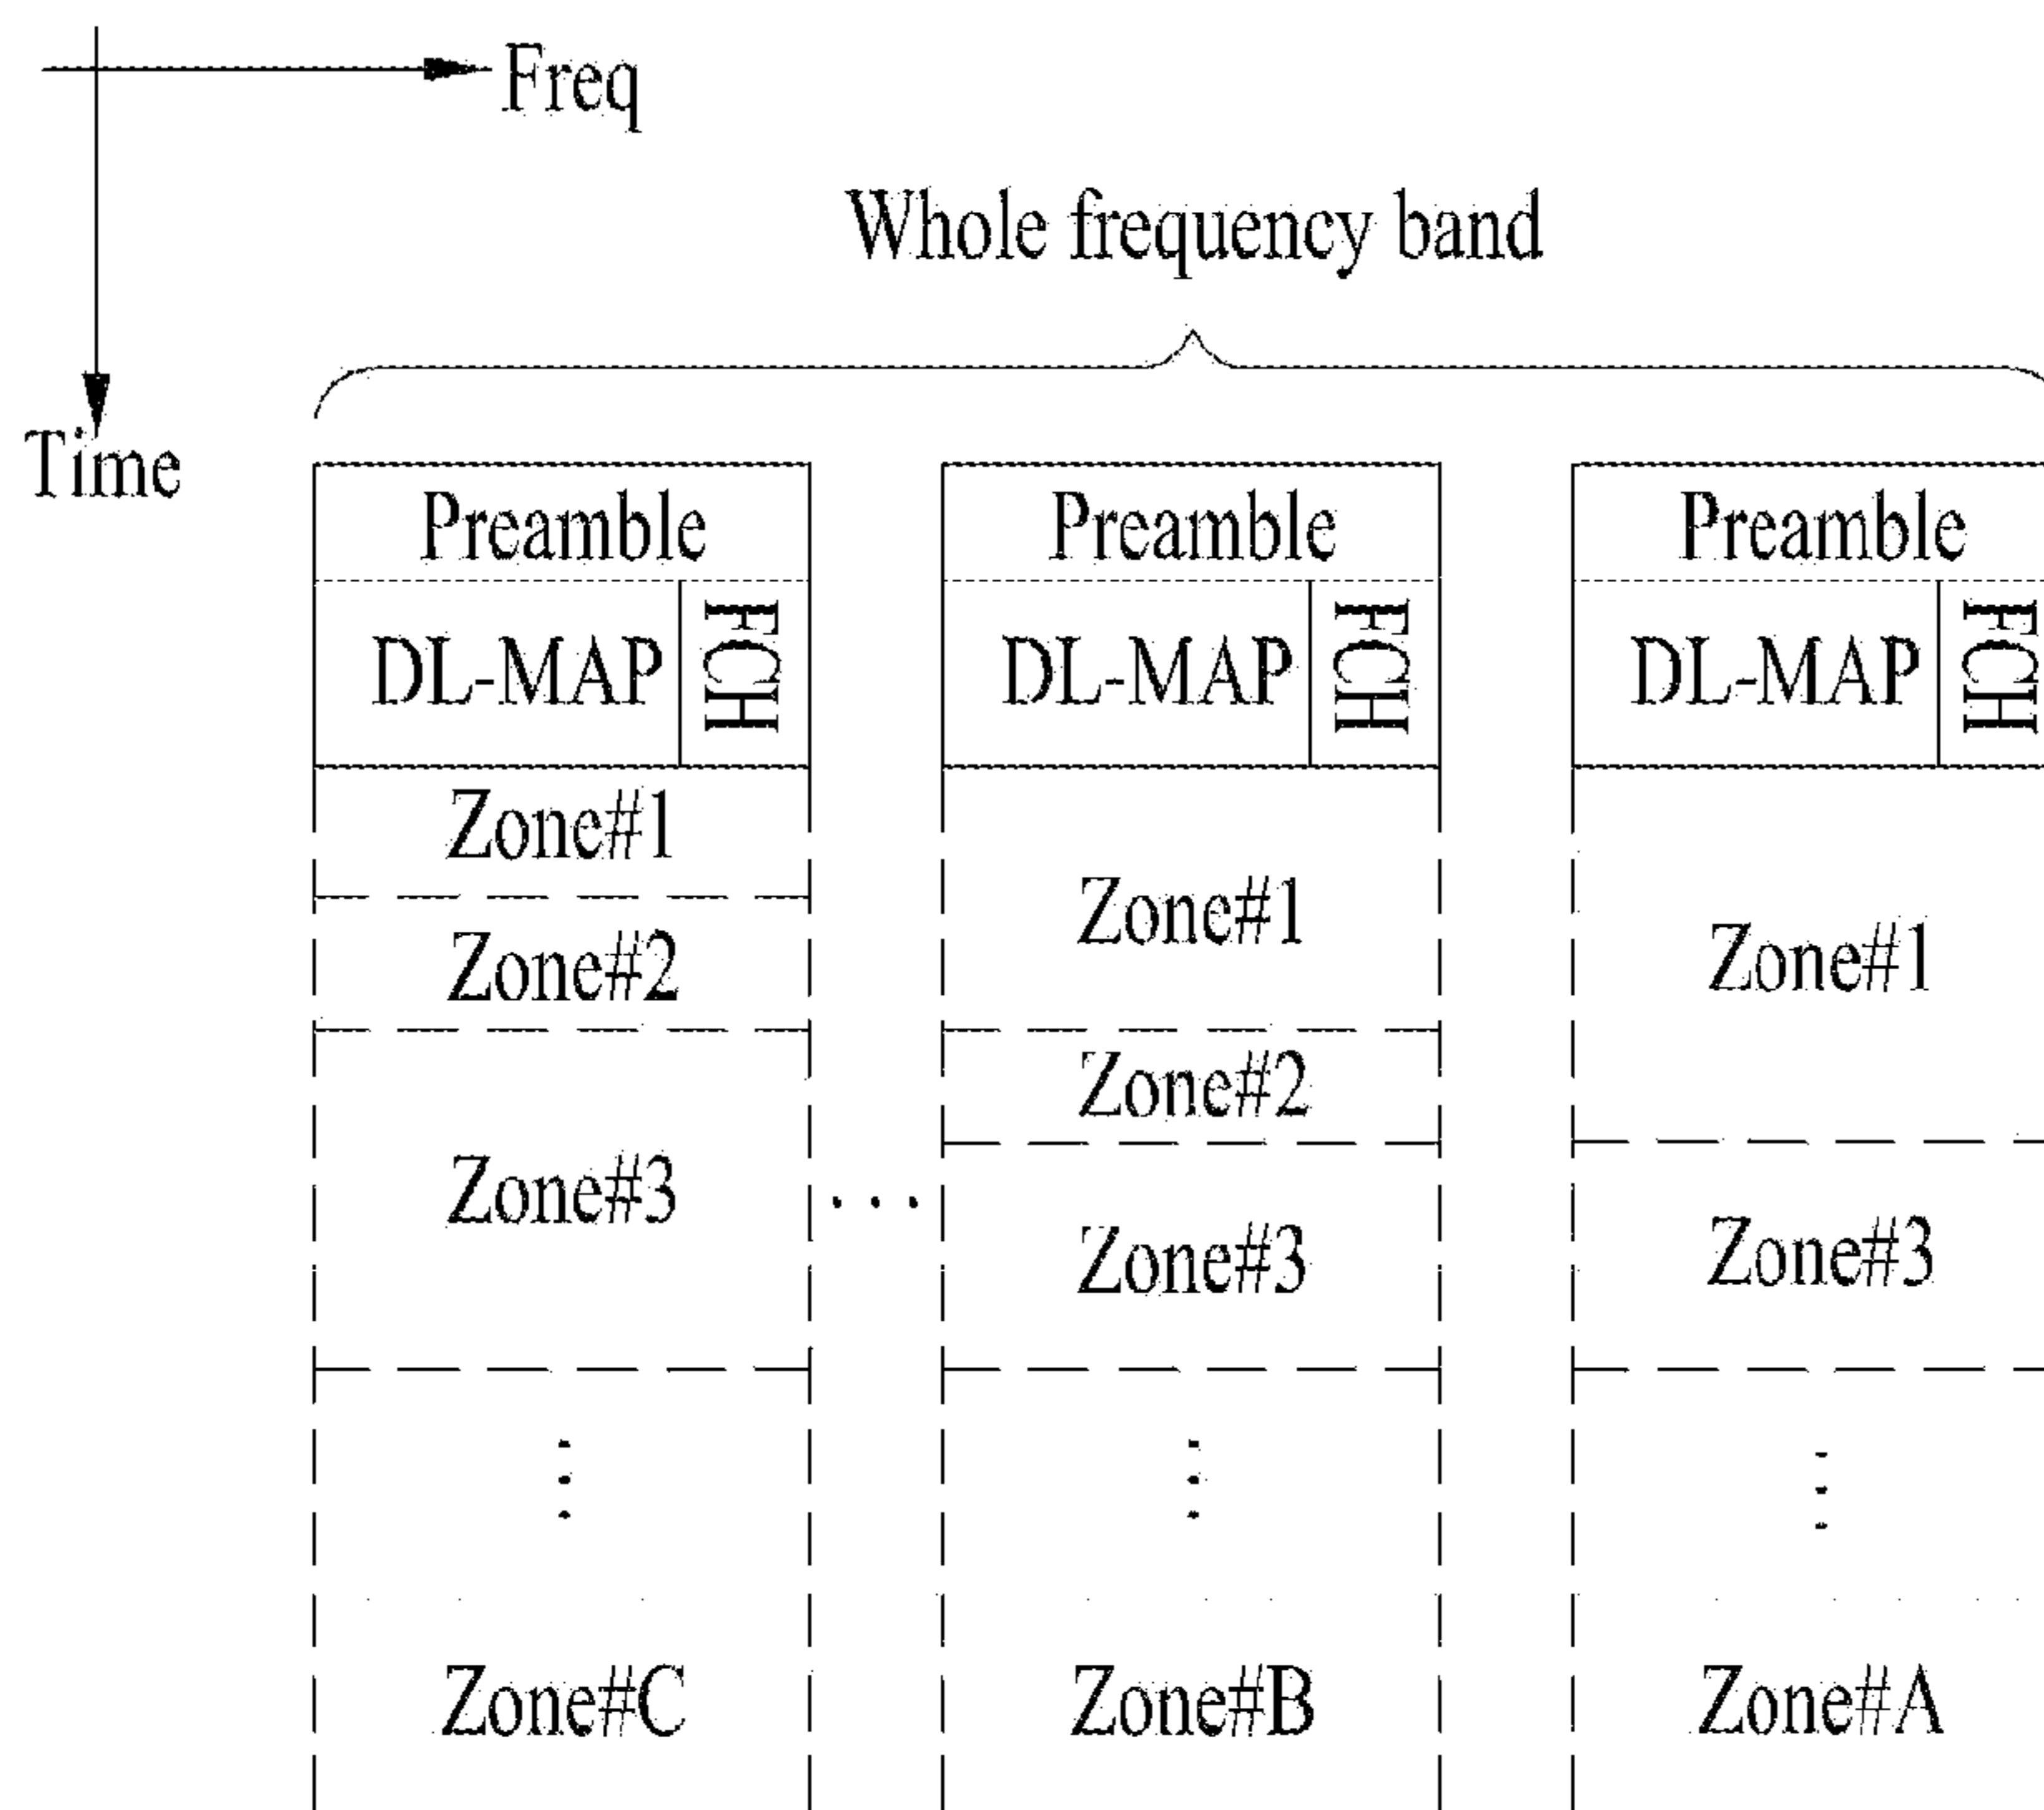 Freq
Whole frequency band
Time
Preamble Preamble Preamble
DL-MAP FCH DL-MAP FCH DL-MAP FCH
Zone#1
Zone#2
Zone#3
...
Zone#C
Zone#1
Zone#2
Zone#3
Zone#B
Zone#1
Zone#3
Zone#A